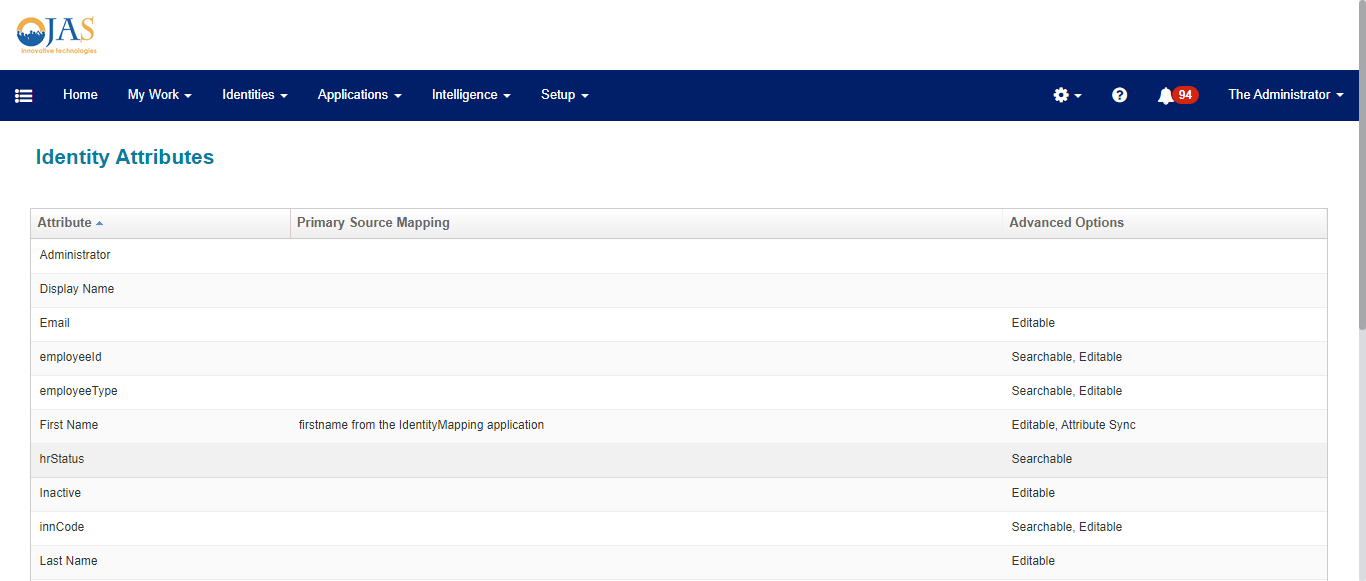 OJAS
innovative technologies
Home My Work Identities Applications Intelligence Setup 94 The Administrator
Identity Attributes
Attribute Primary Source Mapping Advanced Options
Administrator
Display Name
Email Editable
employeeId Searchable, Editable
employeeType Searchable, Editable
First Name firstname from the IdentityMapping application Editable, Attribute Sync
hrStatus Searchable
Inactive Editable
innCode Searchable, Editable
Last Name Editable